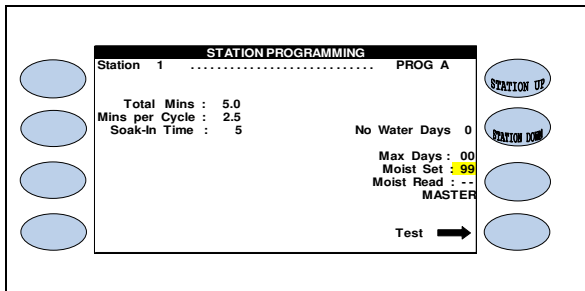 STATION PROGRAMMING
Station 1 ............................ PROG A
STATION UP
Total Mins : 5.0
Mins per Cycle : 2.5
Soak-In Time : 5 No Water Days 0
STATION DOWN
Max Days : 00
Moist Set : 99
Moist Read : --
MASTER
Test